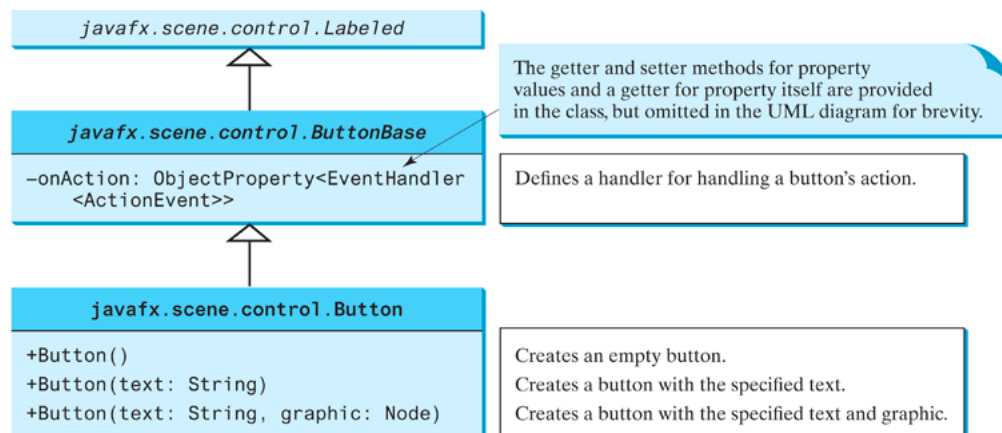 javafx.scene.control.Labeled
The getter and setter methods for property
values and a getter for property itself are provided
in the class, but omitted in the UML diagram for brevity.
javafx.scene.control.ButtonBase
–onAction: ObjectProperty<EventHandler
<ActionEvent>>
Defines a handler for handling a button's action.
javafx.scene.control.Button
+Button()
Creates an empty button.
+Button(text: String)
Creates a button with the specified text.
+Button(text: String, graphic: Node)
Creates a button with the specified text and graphic.